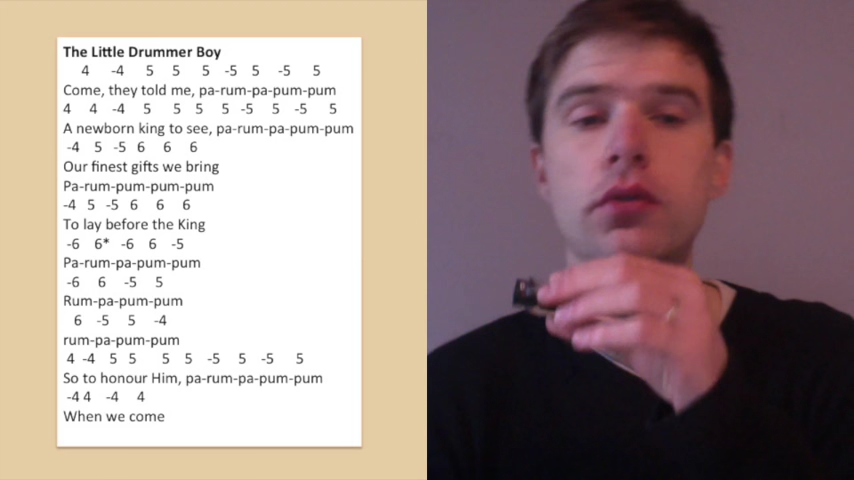 The Little Drummer Boy
4 -4 5 5 5 -5 5 -5 5
Come, they told me, pa-rum-pa-pum-pum
4 4 -4 5 5 5 5 -5 5 -5 5
A newborn king to see, pa-rum-pa-pum-pum
-4 5 -5 6 6 6
Our finest gifts we bring
Pa-rum-pum-pum-pum
-4 5 -5 6 6 6
To lay before the King
-6 6* -6 6 -5
Pa-rum-pa-pum-pum
-6 6 -5 5
Rum-pa-pum-pum
6 -5 5 -4
rum-pa-pum-pum
4 -4 5 5 5 5 -5 5 -5 5
So to honour Him, pa-rum-pa-pum-pum
-4 4 -4 4
When we come